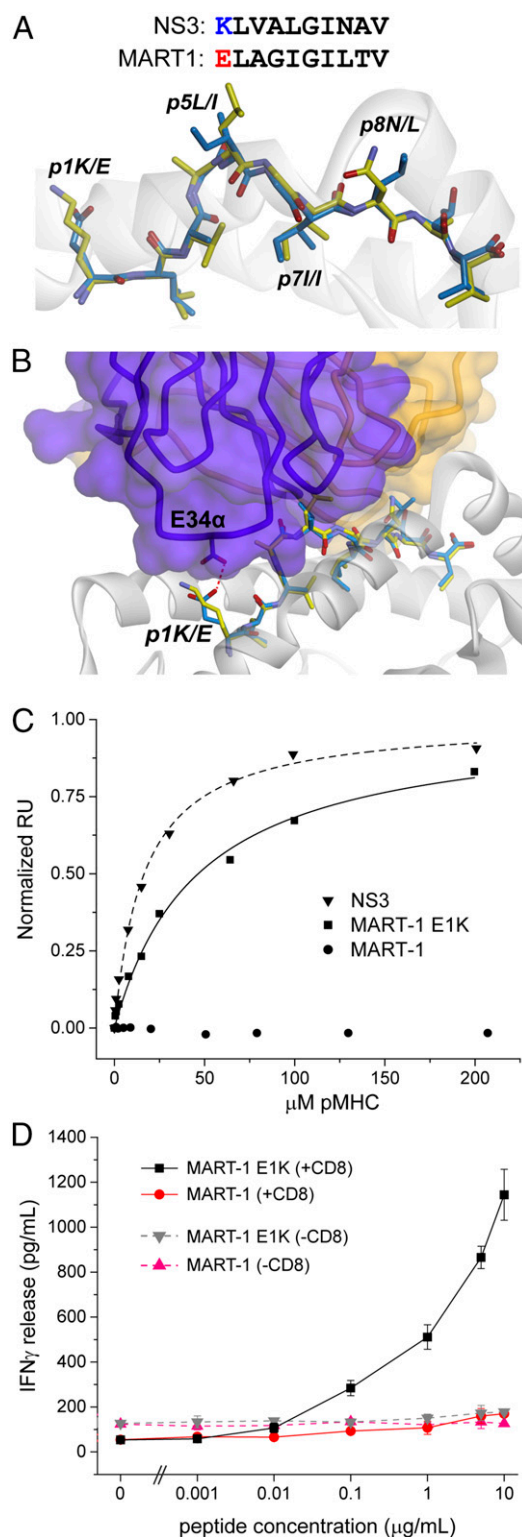 A
NS3: KLVALGINAV
MART1: ELAGIGILTV
p5L/I
p8N/L
p1K/E
p7I/I
B
E34α
p1K/E
C
1.00
0.75
0.50
0.25
0.00
Normalized RU
NS3
MART-1 E1K
MART-1
0 50 100 150 200
μM pMHC
D
1400
1200
1000
800
600
400
200
0
IFNγ release (pg/mL)
MART-1 E1K (+CD8)
MART-1 (+CD8)
MART-1 E1K (-CD8)
MART-1 (-CD8)
0 0.001 0.01 0.1 1 10
peptide concentration (μg/mL)